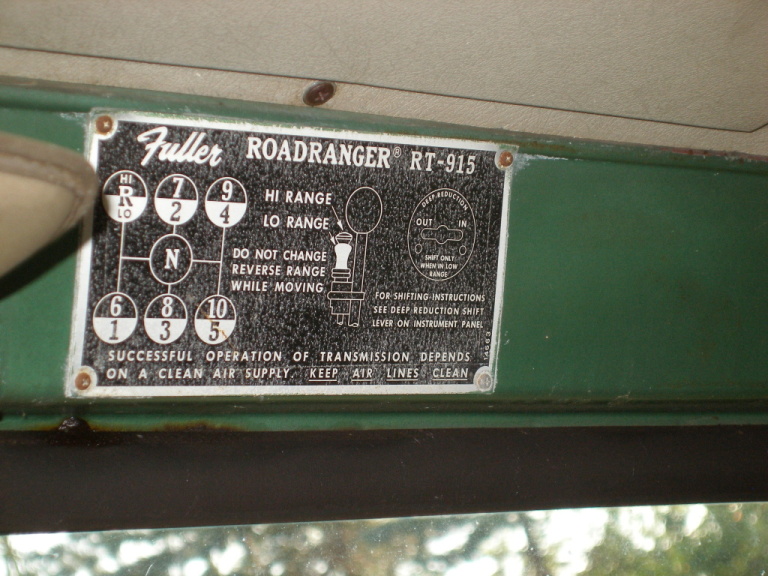 Fuller ROADRANGER® RT-915
HI
R
LO
7
2
9
4
N
6
1
8
3
10
5
HI RANGE
LO RANGE
DO NOT CHANGE
REVERSE RANGE
WHILE MOVING
DEEP REDUCTION
OUT IN
SHIFT ONLY
WHEN IN LOW
RANGE
FOR SHIFTING INSTRUCTIONS
SEE DEEP REDUCTION SHIFT
LEVER ON INSTRUMENT PANEL
14663
SUCCESSFUL OPERATION OF TRANSMISSION DEPENDS
ON A CLEAN AIR SUPPLY. KEEP AIR LINES CLEAN